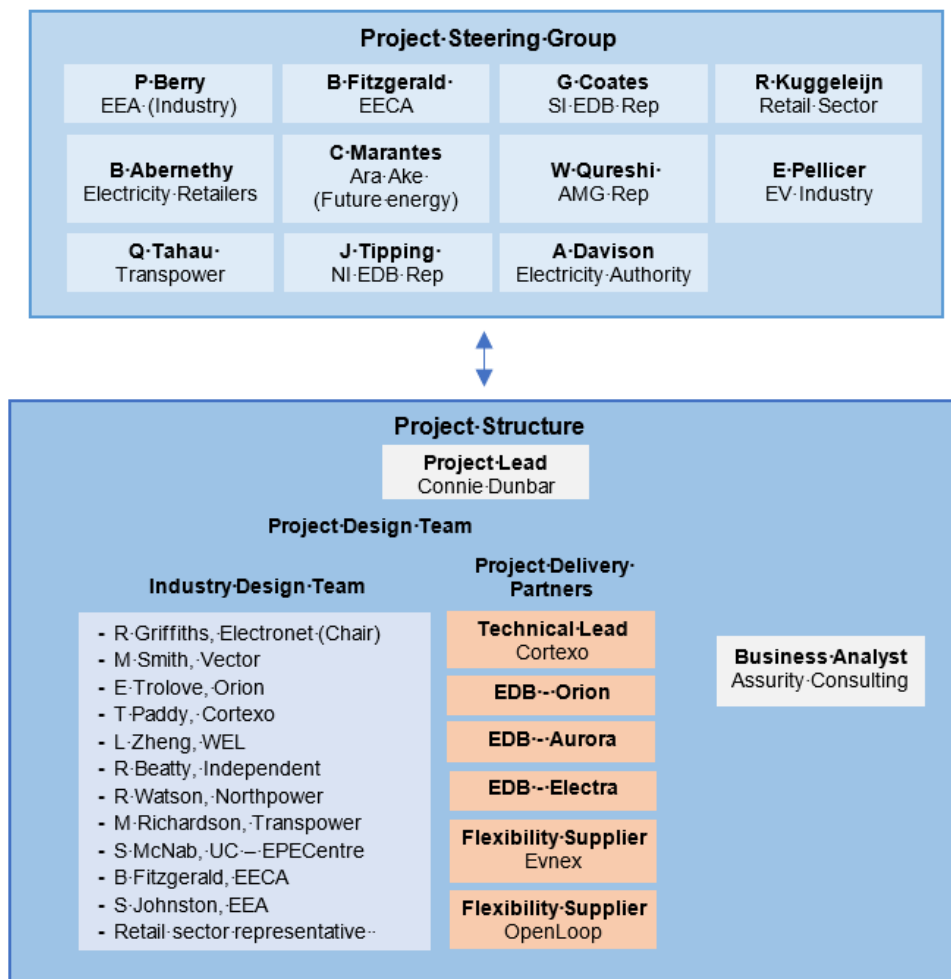 Project·Steering·Group
P·Berry
EEA·(Industry)
B·Fitzgerald·
EECA
G·Coates
SI·EDB·Rep
R·Kuggeleijn
Retail·Sector
B·Abernethy
Electricity·Retailers
C·Marantes
Ara·Ake·
(Future·energy)
W·Qureshi·
AMG·Rep
E·Pellicer
EV·Industry
Q·Tahau·
Transpower
J·Tipping·
NI·EDB·Rep
A·Davison
Electricity·Authority
Project·Structure
Project·Lead
Connie·Dunbar
Project·Design·Team
Industry·Design·Team
- R·Griffiths,·Electronet·(Chair)
- M·Smith,·Vector
- E·Trolove,·Orion
- T·Paddy,·Cortexo
- L·Zheng,·WEL
- R·Beatty,·Independent
- R·Watson,·Northpower
- M·Richardson,·Transpower
- S·McNab,·UC·–·EPECentre
- B·Fitzgerald,·EECA
- S·Johnston,·EEA
- Retail·sector·representative··
Project·Delivery·
Partners
Technical·Lead
Cortexo
EDB·-·Orion
EDB·-·Aurora
EDB·-·Electra
Flexibility·Supplier
Evnex
Flexibility·Supplier
OpenLoop
Business·Analyst
Assurity·Consulting